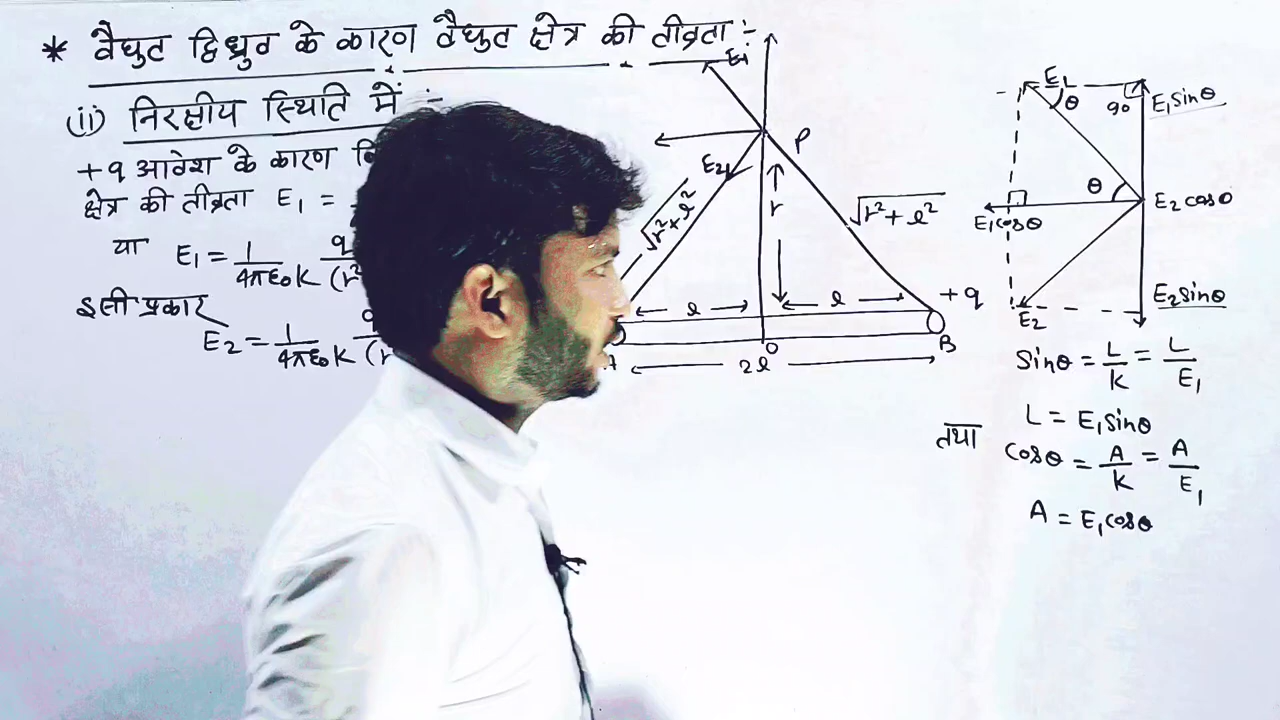 * वैघुट द्विध्रुव के कारण वैघुट क्षेत्र की तीव्रता :-
(ii) निरक्षीय स्थिति में :-
+q आवेश के कारण
क्षेत्र की तीव्रता E₁ =
या E₁ = 1/4πε₀K q/(r²
इसी प्रकार
E₂ = 1/4πε₀K q/(r
E₁
P
E₂
√r²+l²
r
√r²+l²
l
l
+q
A
O
B
2l
E₁
θ
90
E₁sinθ
θ
E₂cosθ
E₁cosθ
E₂
E₂sinθ
Sinθ = L/K = L/E₁
L = E₁sinθ
तथा cosθ = A/K = A/E₁
A = E₁cosθ